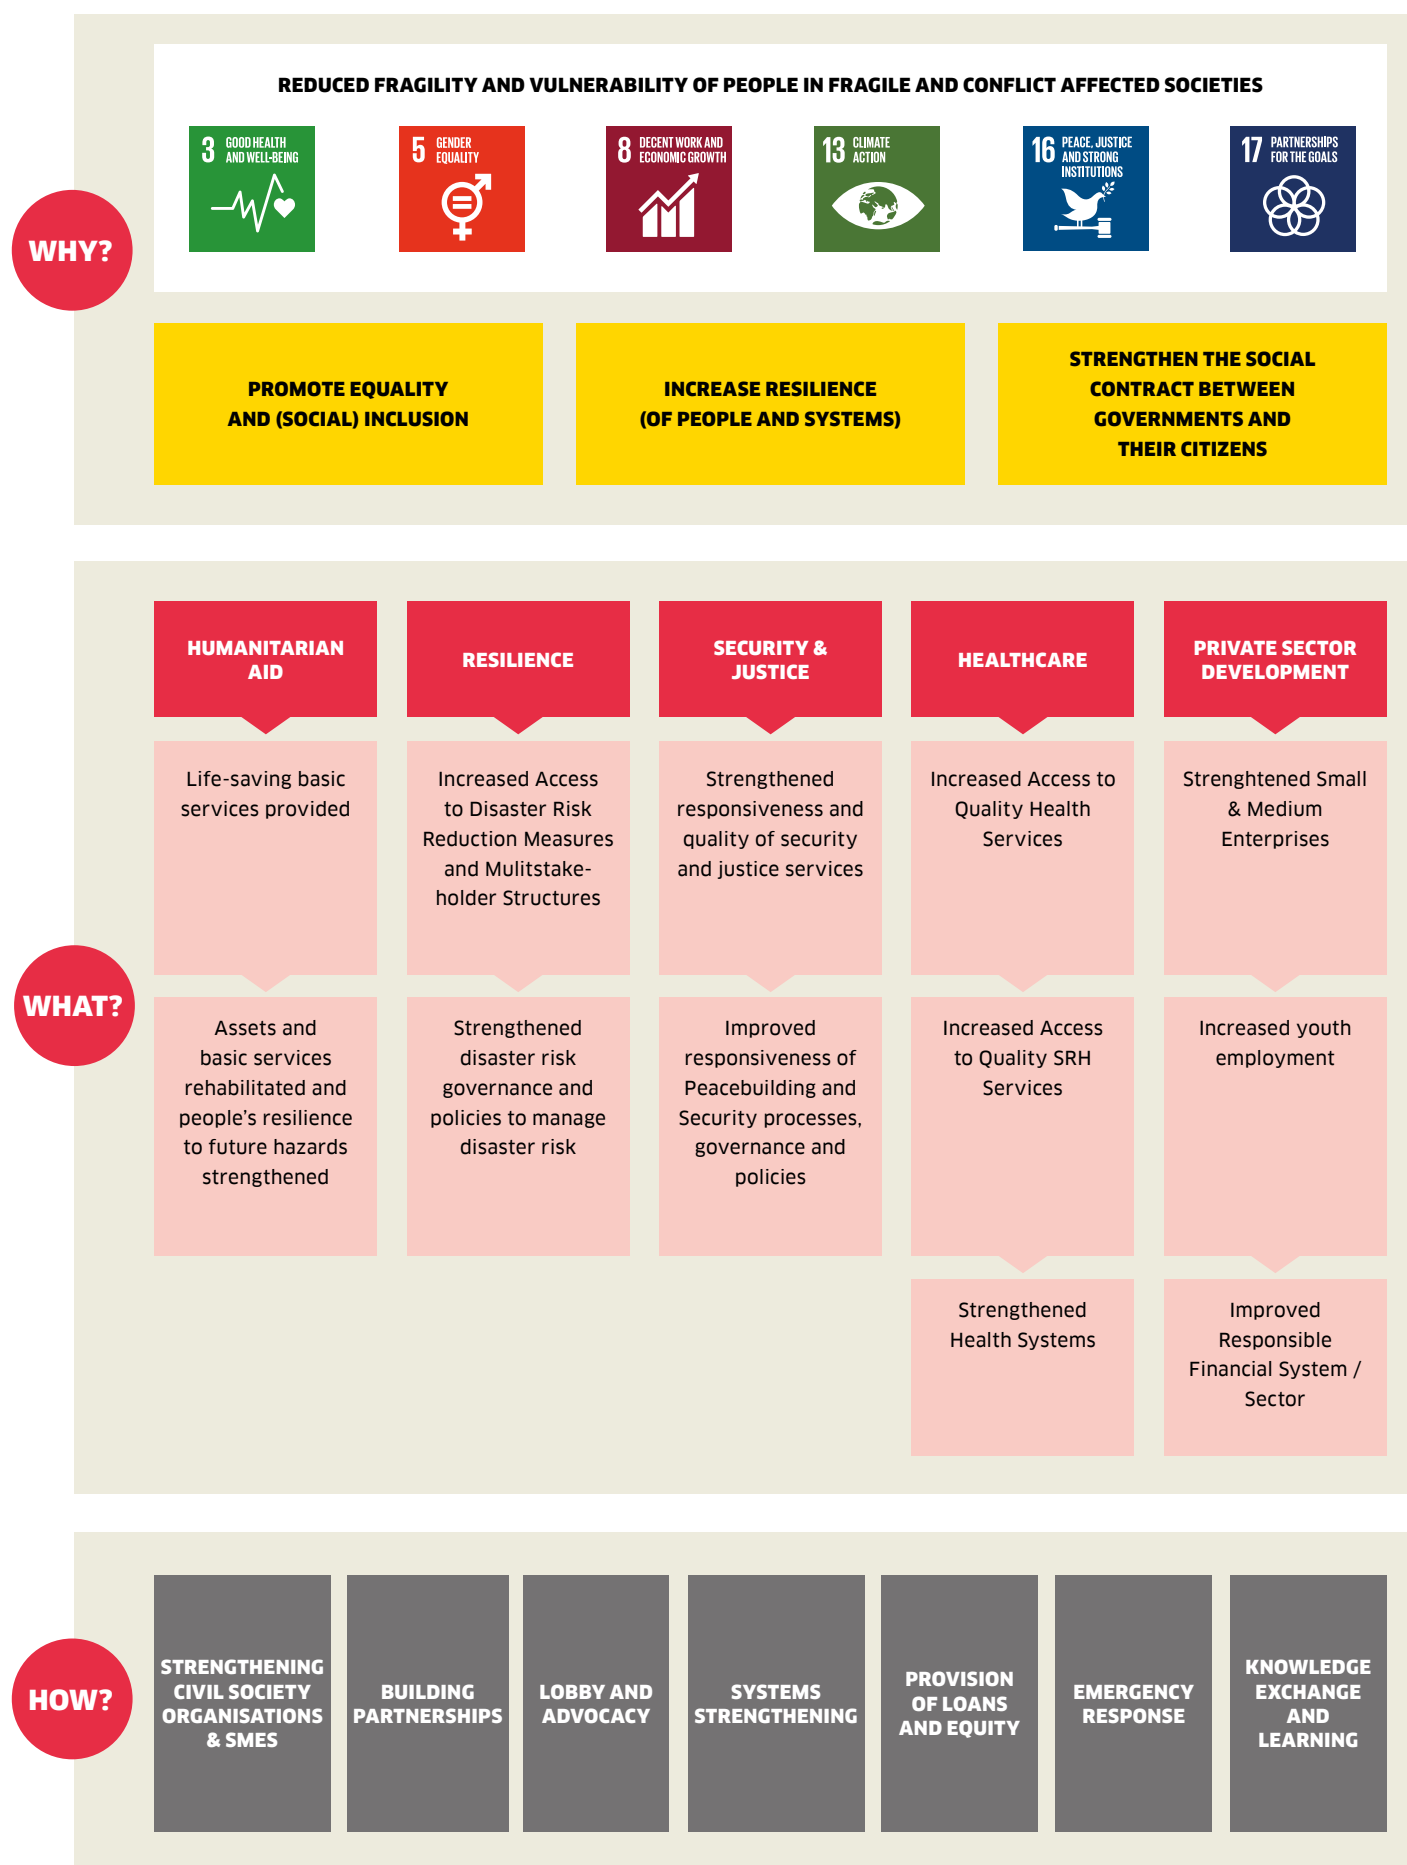 REDUCED FRAGILITY AND VULNERABILITY OF PEOPLE IN FRAGILE AND CONFLICT AFFECTED SOCIETIES
3 GOOD HEALTH
AND WELL-BEING
5 GENDER
EQUALITY
8 DECENT WORK AND
ECONOMIC GROWTH
13 CLIMATE
ACTION
16 PEACE, JUSTICE
AND STRONG
INSTITUTIONS
17 PARTNERSHIPS
FOR THE GOALS
WHY?
PROMOTE EQUALITY
AND (SOCIAL) INCLUSION
INCREASE RESILIENCE
(OF PEOPLE AND SYSTEMS)
STRENGTHEN THE SOCIAL
CONTRACT BETWEEN
GOVERNMENTS AND
THEIR CITIZENS
WHAT?
HUMANITARIAN
AID
Life-saving basic
services provided
Assets and
basic services
rehabilitated and
people's resilience
to future hazards
strengthened
RESILIENCE
Increased Access
to Disaster Risk
Reduction Measures
and Mulitstake-
holder Structures
Strengthened
disaster risk
governance and
policies to manage
disaster risk
SECURITY &
JUSTICE
Strengthened
responsiveness and
quality of security
and justice services
Improved
responsiveness of
Peacebuilding and
Security processes,
governance and
policies
HEALTHCARE
Increased Access to
Quality Health
Services
Increased Access
to Quality SRH
Services
Strengthened
Health Systems
PRIVATE SECTOR
DEVELOPMENT
Strenghtened Small
& Medium
Enterprises
Increased youth
employment
Improved
Responsible
Financial System /
Sector
HOW?
STRENGTHENING
CIVIL SOCIETY
ORGANISATIONS
& SMES
BUILDING
PARTNERSHIPS
LOBBY AND
ADVOCACY
SYSTEMS
STRENGTHENING
PROVISION
OF LOANS
AND EQUITY
EMERGENCY
RESPONSE
KNOWLEDGE
EXCHANGE
AND
LEARNING